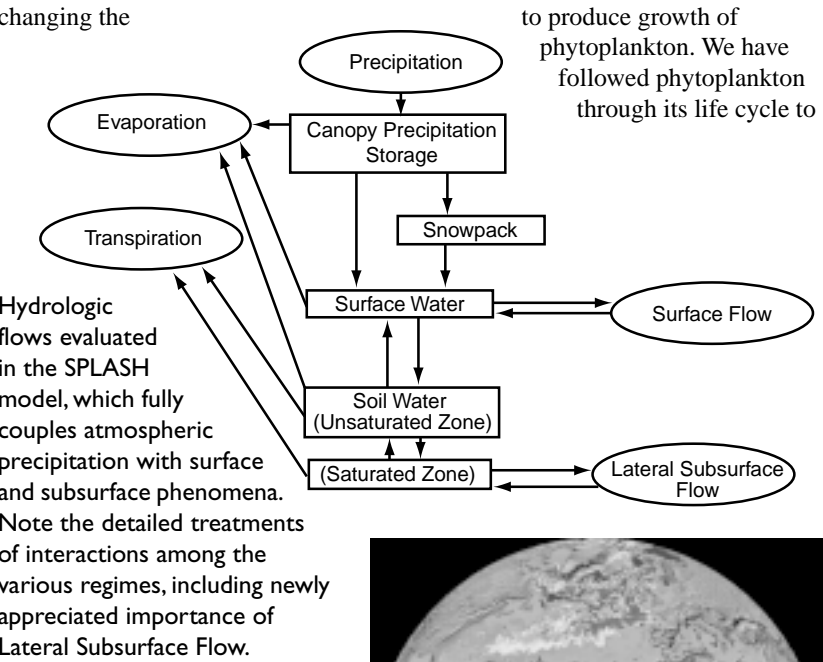 changing the
to produce growth of
phytoplankton. We have
followed phytoplankton
through its life cycle to
Precipitation
Evaporation
Canopy Precipitation
Storage
Transpiration
Snowpack
Surface Water
Surface Flow
Soil Water
(Unsaturated Zone)
(Saturated Zone)
Lateral Subsurface
Flow
Hydrologic
flows evaluated
in the SPLASH
model, which fully
couples atmospheric
precipitation with surface
and subsurface phenomena.
Note the detailed treatments
of interactions among the
various regimes, including newly
appreciated importance of
Lateral Subsurface Flow.